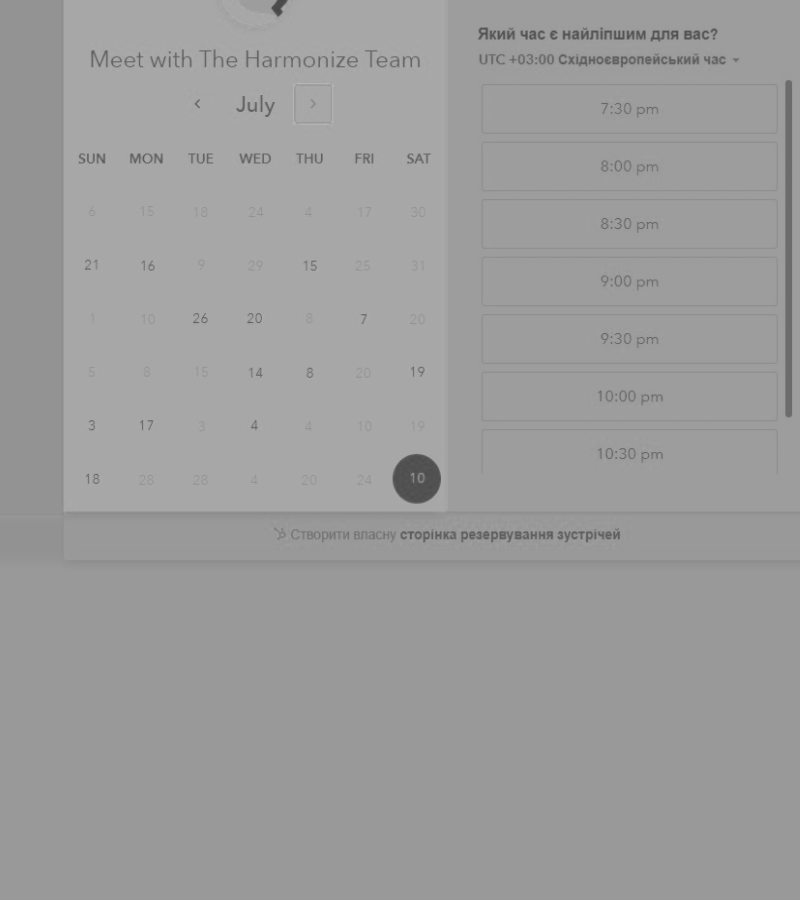 Meet with The Harmonize Team
July
SUN MON TUE WED THU FRI SAT
6 15 18 24 4 17 30
21 16 9 29 15 25 31
1 10 26 20 8 7 20
5 8 15 14 8 20 19
3 17 3 4 4 10 19
18 28 28 4 20 24 10
Який час є найліпшим для вас?
UTC +03:00 Східноєвропейський час
7:30 pm
8:00 pm
8:30 pm
9:00 pm
9:30 pm
10:00 pm
10:30 pm
Створити власну сторінка резервування зустрічей